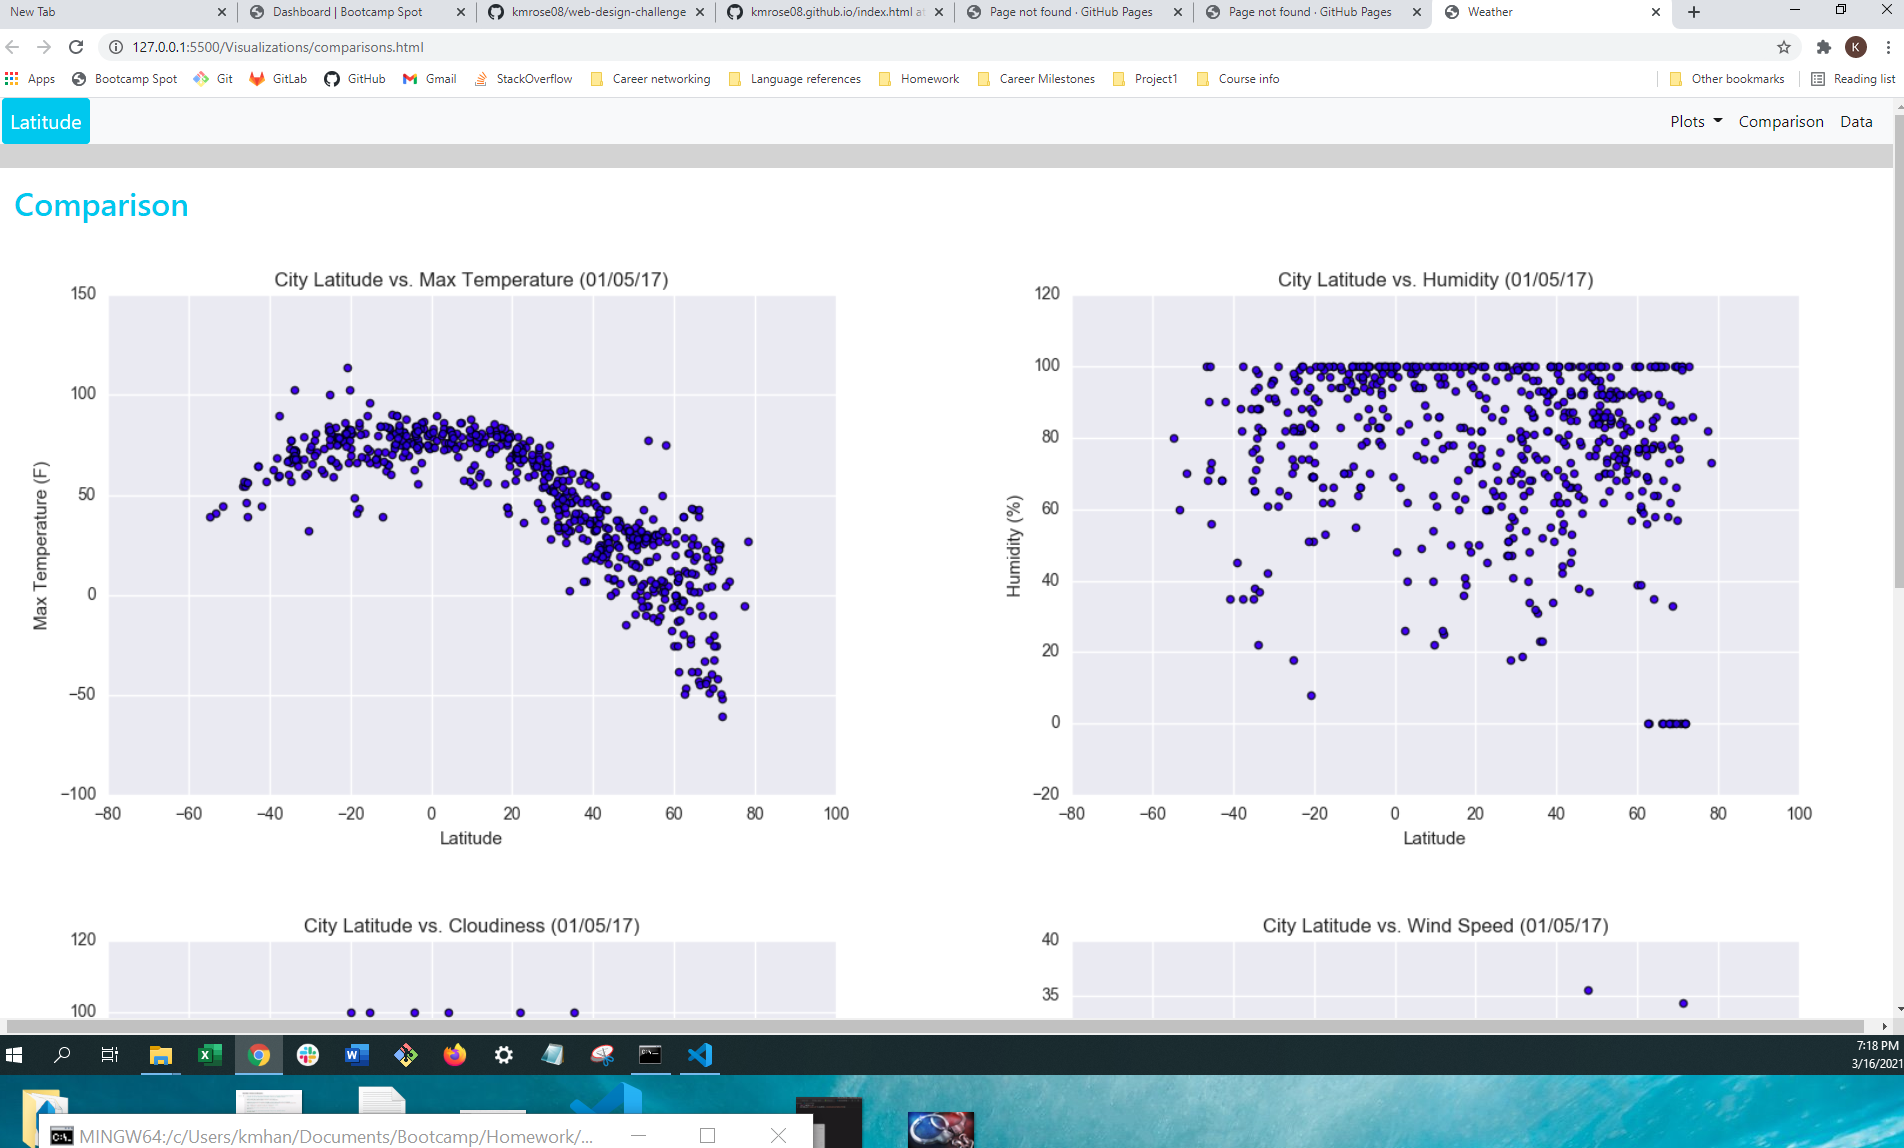 New Tab
Dashboard | Bootcamp Spot
kmrose08/web-design-challenge
kmrose08.github.io/index.html at
Page not found · GitHub Pages
Page not found · GitHub Pages
Weather
127.0.0.1:5500/Visualizations/comparisons.html
K
Apps
Bootcamp Spot
Git
GitLab
GitHub
Gmail
StackOverflow
Career networking
Language references
Homework
Career Milestones
Project1
Course info
Other bookmarks
Reading list
Latitude
Plots
Comparison
Data
Comparison
City Latitude vs. Max Temperature (01/05/17)
150
100
50
0
−50
−100
Max Temperature (F)
−80 −60 −40 −20 0 20 40 60 80 100
Latitude
City Latitude vs. Humidity (01/05/17)
120
100
80
60
40
20
0
−20
Humidity (%)
−80 −60 −40 −20 0 20 40 60 80 100
Latitude
City Latitude vs. Cloudiness (01/05/17)
120
100
City Latitude vs. Wind Speed (01/05/17)
40
35
7:18 PM
3/16/2021
MINGW64:/c/Users/kmhan/Documents/Bootcamp/Homework/...